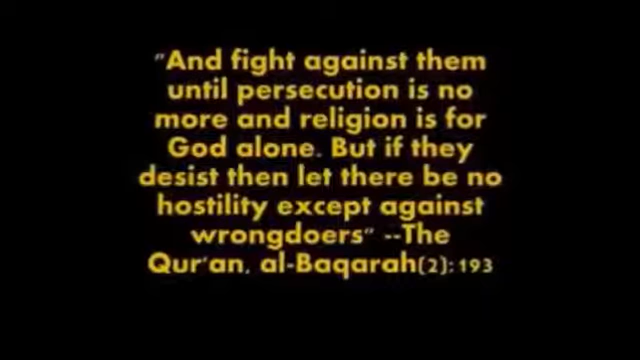 "And fight against them
until persecution is no
more and religion is for
God alone. But if they
desist then let there be no
hostility except against
wrongdoers" --The
Qur'an, al-Baqarah(2): 193